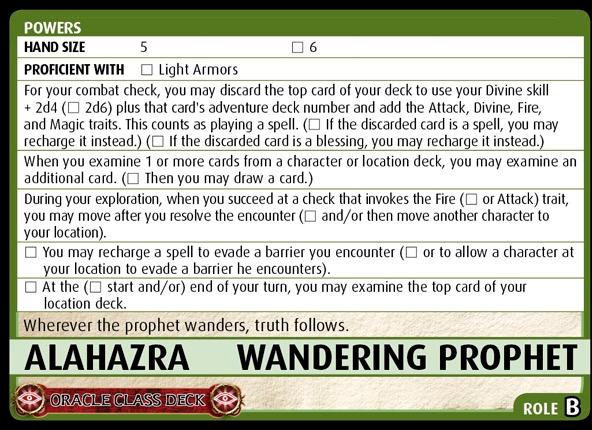 POWERS
HAND SIZE 5 □ 6
PROFICIENT WITH □ Light Armors
For your combat check, you may discard the top card of your deck to use your Divine skill
+ 2d4 (□ 2d6) plus that card's adventure deck number and add the Attack, Divine, Fire,
and Magic traits. This counts as playing a spell. (□ If the discarded card is a spell, you may
recharge it instead.) (□ If the discarded card is a blessing, you may recharge it instead.)
When you examine 1 or more cards from a character or location deck, you may examine an
additional card. (□ Then you may draw a card.)
During your exploration, when you succeed at a check that invokes the Fire (□ or Attack) trait,
you may move after you resolve the encounter (□ and/or then move another character to
your location).
□ You may recharge a spell to evade a barrier you encounter (□ or to allow a character at
your location to evade a barrier he encounters).
□ At the (□ start and/or) end of your turn, you may examine the top card of your
location deck.
Wherever the prophet wanders, truth follows.
ALAHAZRA WANDERING PROPHET
ORACLE CLASS DECK
ROLE B